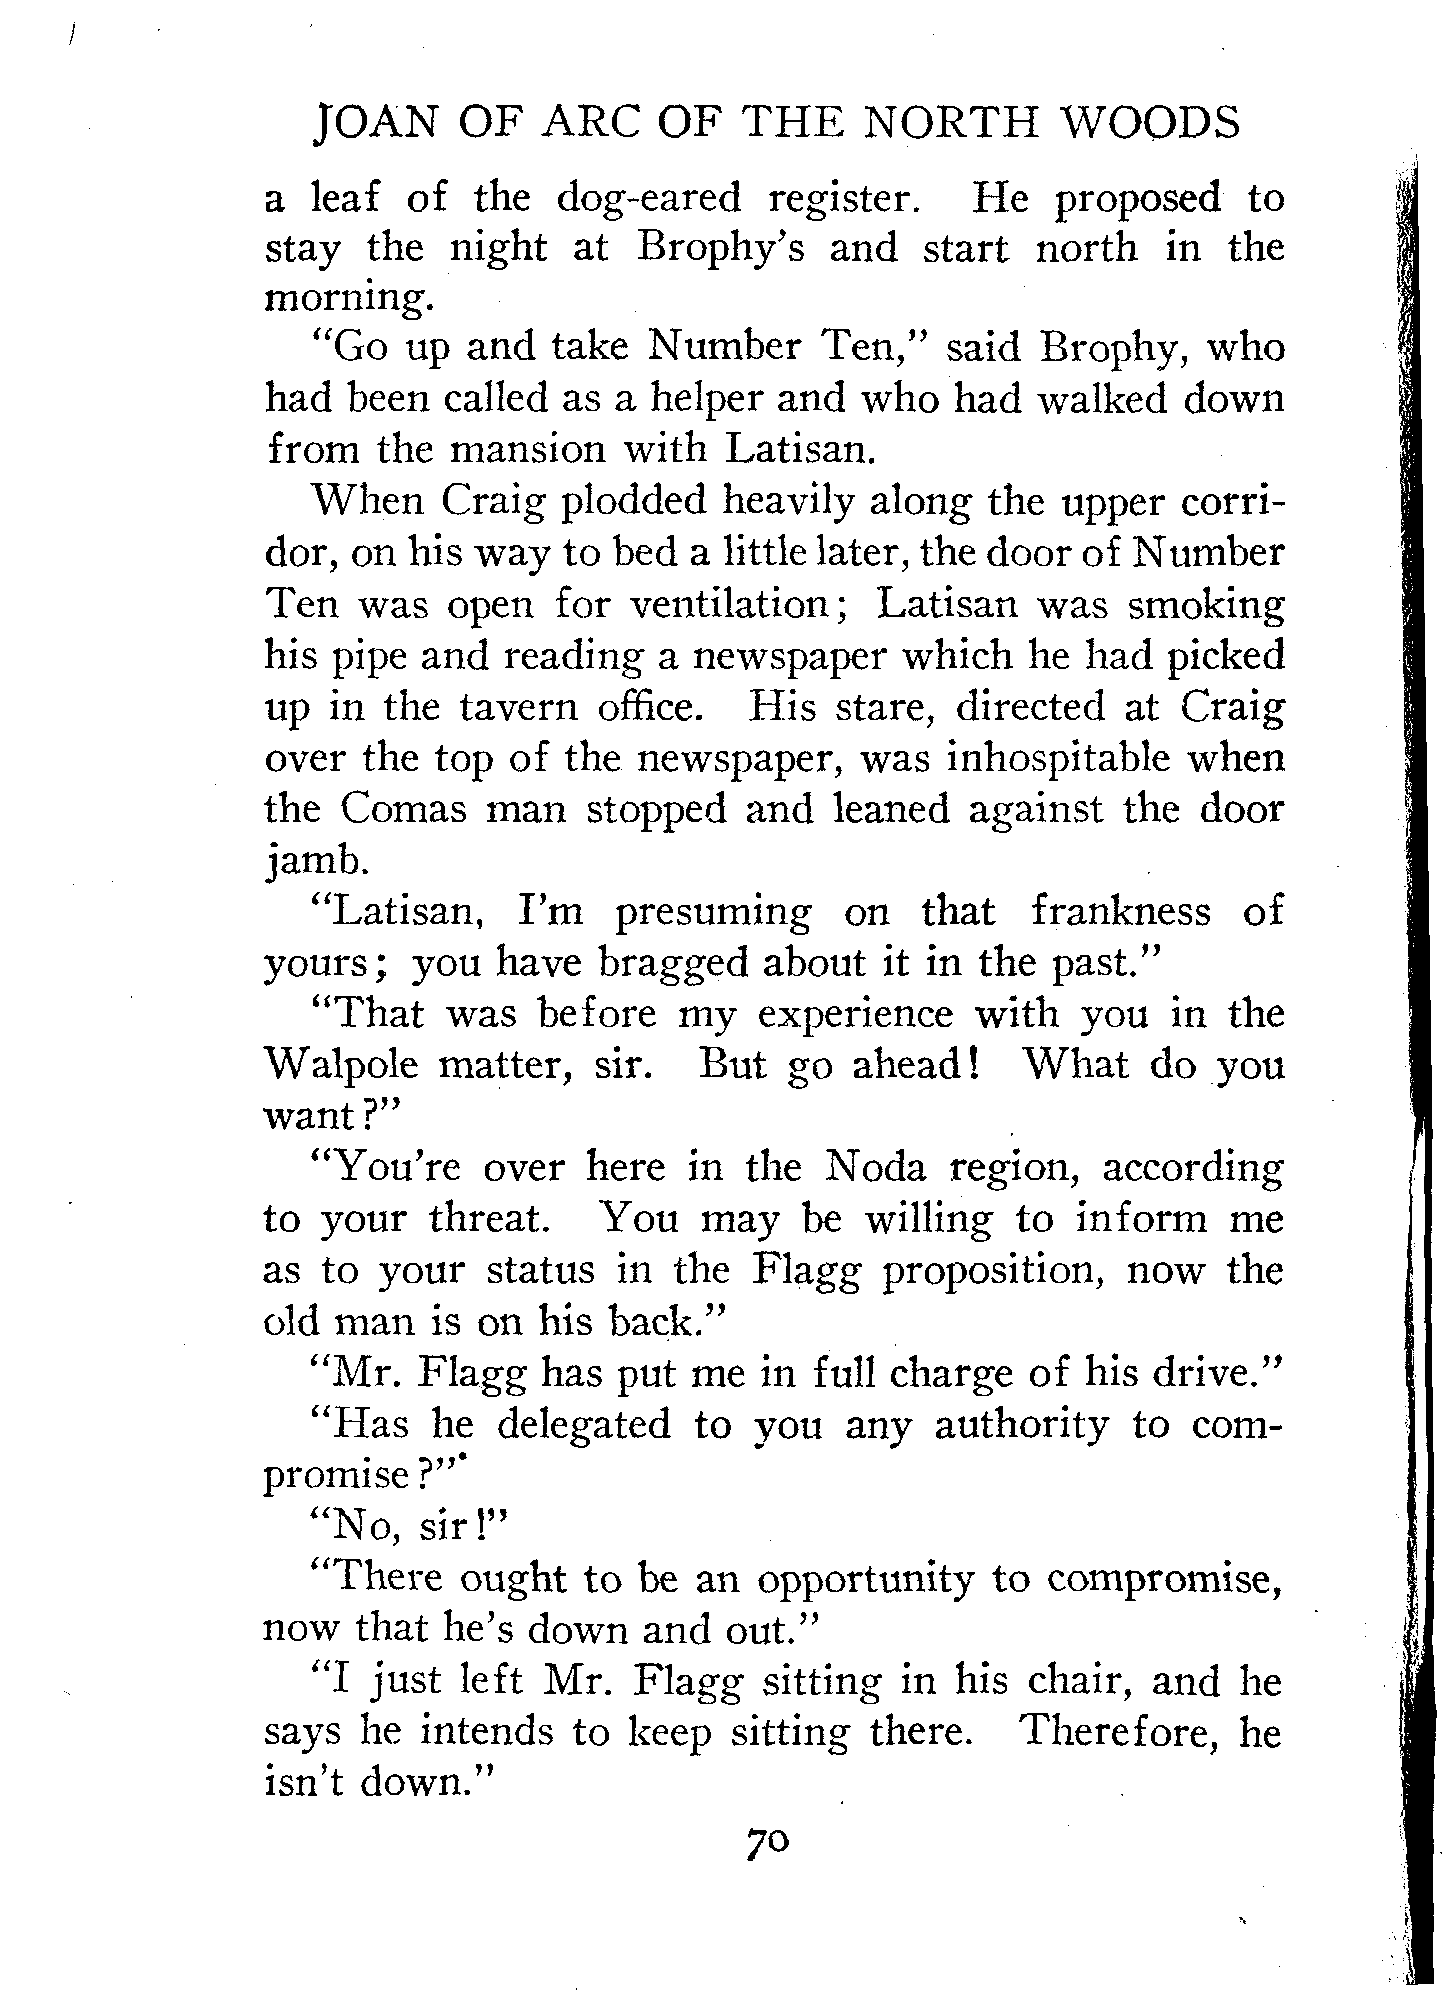 JOAN OF ARC OF THE NORTH WOODS
a leaf of the dog-eared register. He proposed to
stay the night at Brophy's and start north in the
morning.
"Go up and take Number Ten," said Brophy, who
had been called as a helper and who had walked down
from the mansion with Latisan.
When Craig plodded heavily along the upper corri-
dor, on his way to bed a little later, the door of Number
Ten was open for ventilation; Latisan was smoking
his pipe and reading a newspaper which he had picked
up in the tavern office. His stare, directed at Craig
over the top of the newspaper, was inhospitable when
the Comas man stopped and leaned against the door
jamb.
"Latisan, I'm presuming on that frankness of
yours; you have bragged about it in the past."
"That was before my experience with you in the
Walpole matter, sir. But go ahead! What do you
want?"
"You're over here in the Noda region, according
to your threat. You may be willing to inform me
as to your status in the Flagg proposition, now the
old man is on his back."
"Mr. Flagg has put me in full charge of his drive."
"Has he delegated to you any authority to com-
promise?"
"No, sir!"
"There ought to be an opportunity to compromise,
now that he's down and out."
"I just left Mr. Flagg sitting in his chair, and he
says he intends to keep sitting there. Therefore, he
isn't down."
70